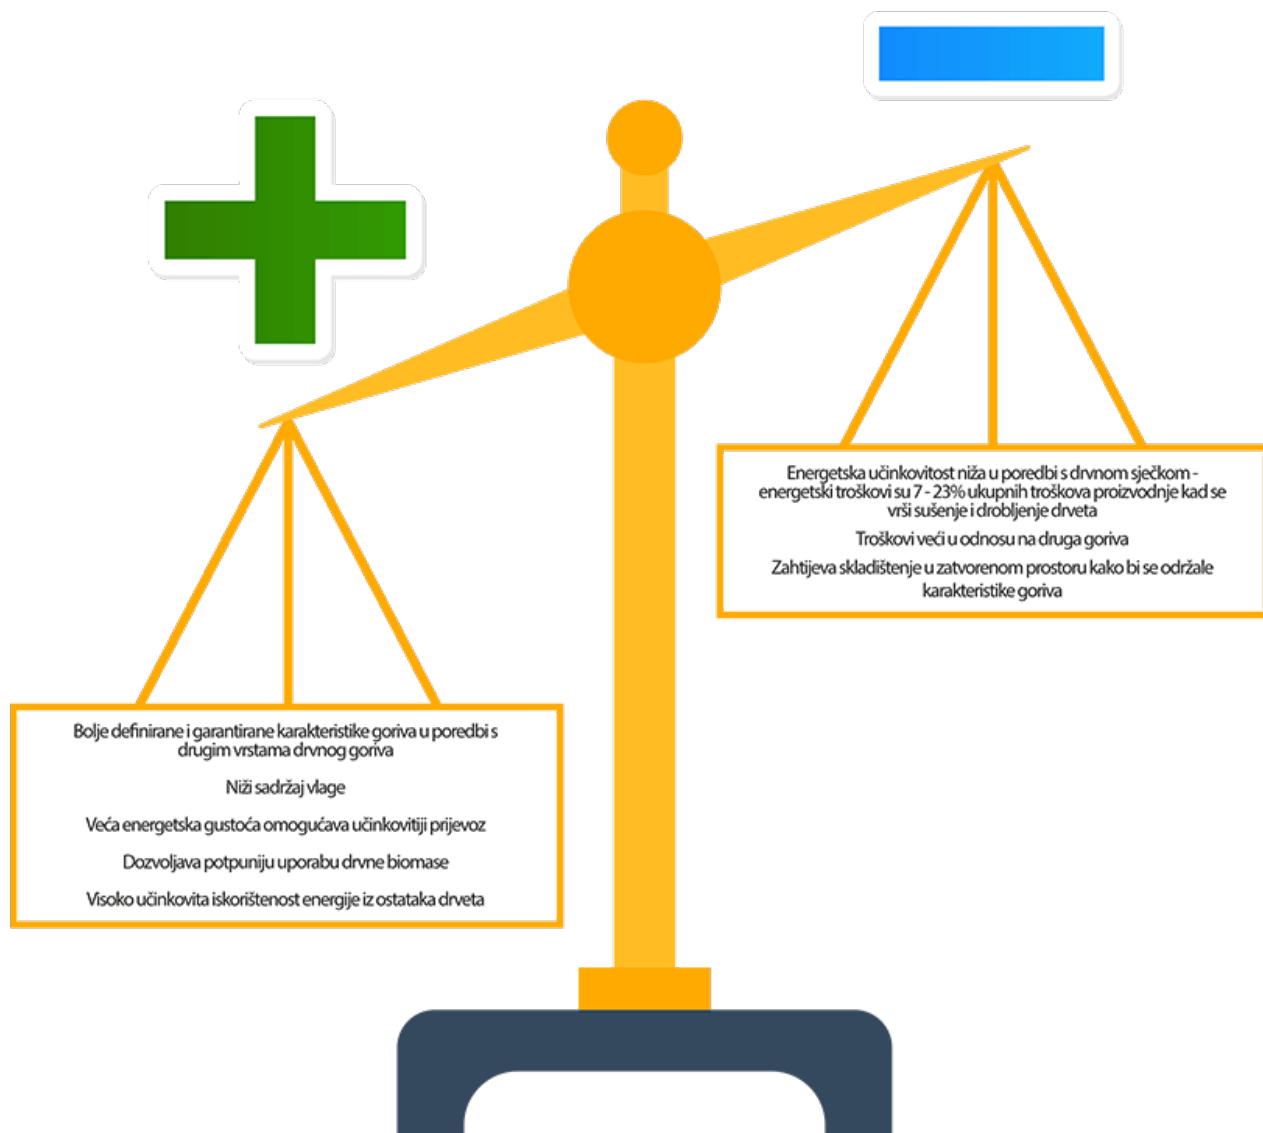 Energetska učinkovitost niža u poredbi s drvnom sječkom -
energetski troškovi su 7 - 23% ukupnih troškova proizvodnje kad se
vrši sušenje i drobljenje drveta
Troškovi veći u odnosu na druga goriva
Zahtijeva skladištenje u zatvorenom prostoru kako bi se održale
karakteristike goriva
Bolje definirane i garantirane karakteristike goriva u poredbi s
drugim vrstama drvnog goriva
Niži sadržaj vlage
Veća energetska gustoća omogućava učinkovitiji prijevoz
Dozvoljava potpuniju uporabu drvne biomase
Visoko učinkovita iskorištenost energije iz ostataka drveta